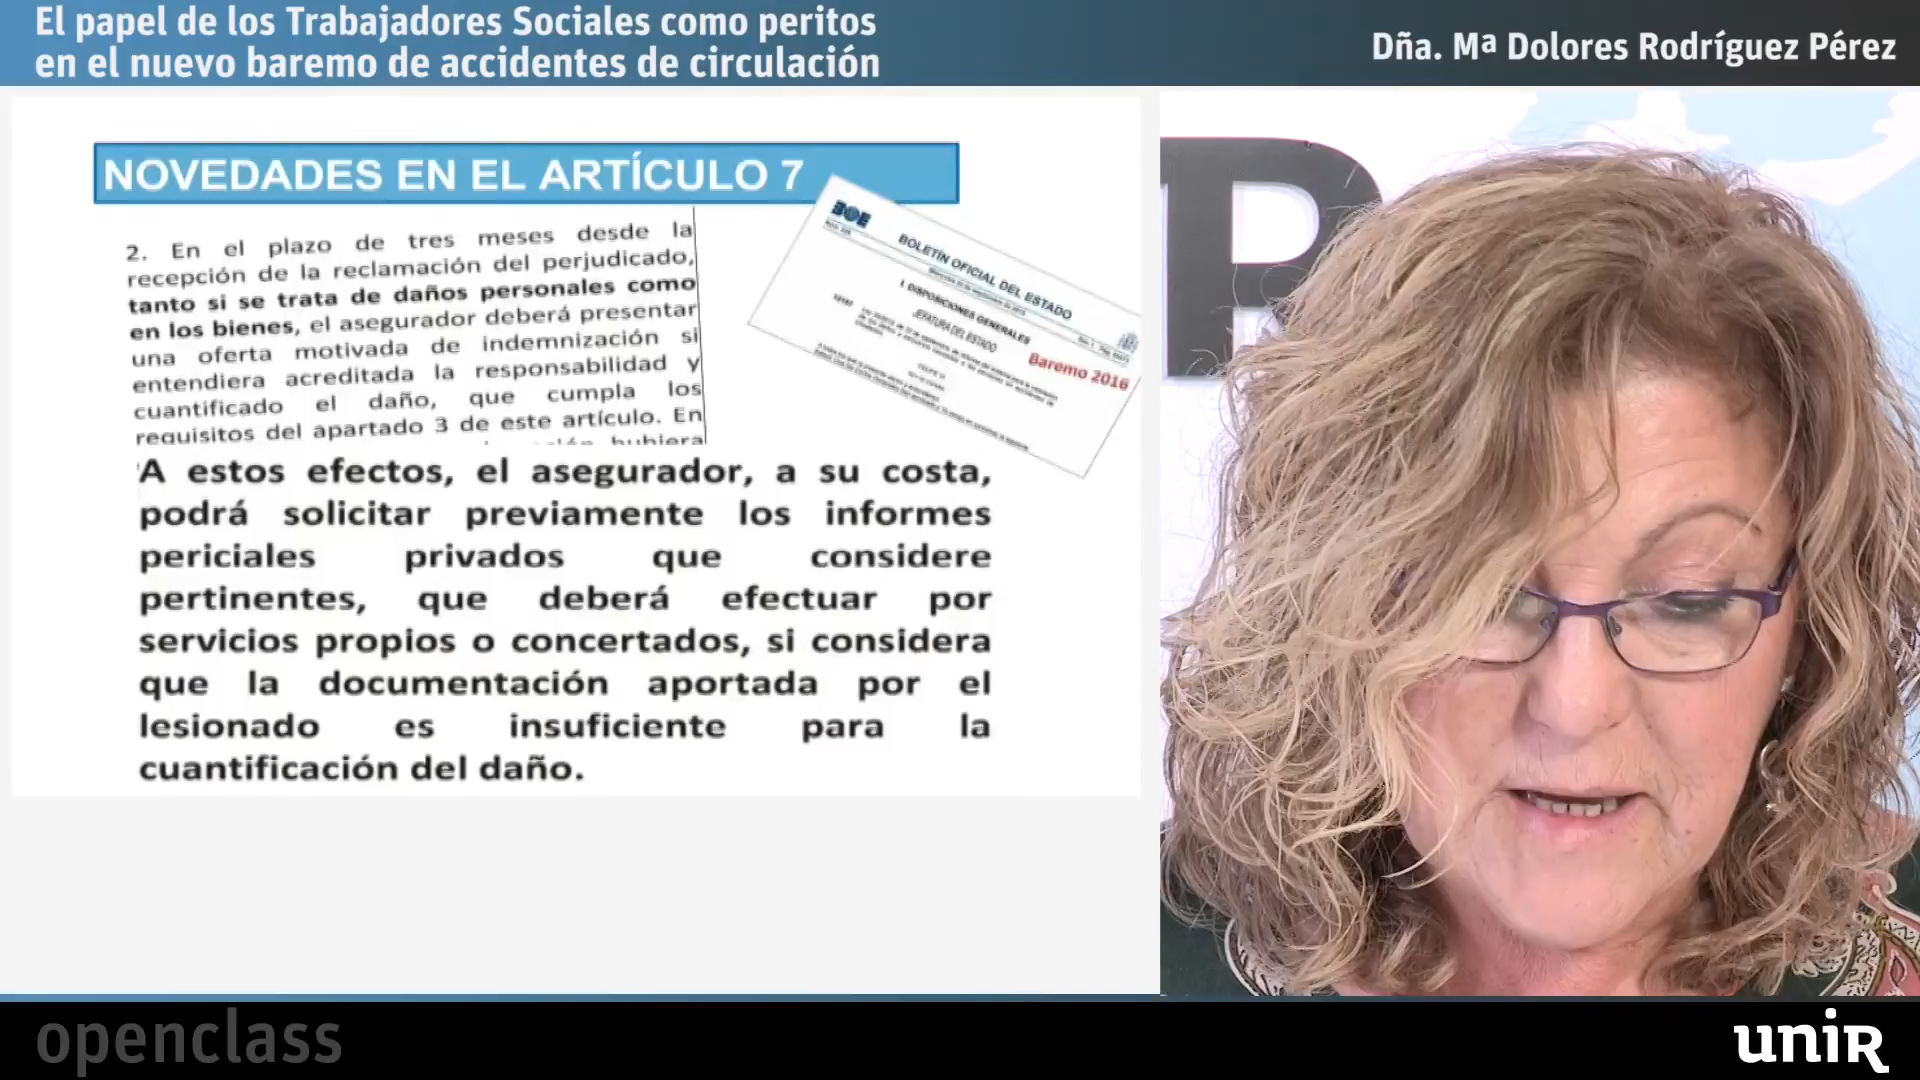 El papel de los Trabajadores Sociales como peritos
en el nuevo baremo de accidentes de circulación
Dña. Mª Dolores Rodríguez Pérez
NOVEDADES EN EL ARTÍCULO 7
2. En el plazo de tres meses desde la
recepción de la reclamación del perjudicado,
tanto si se trata de daños personales como
en los bienes, el asegurador deberá presentar
una oferta motivada de indemnización si
entendiera acreditada la responsabilidad y
cuantificado el daño, que cumpla los
requisitos del apartado 3 de este artículo. En
hubiera
BOE
BOLETÍN OFICIAL DEL ESTADO
I. DISPOSICIONES GENERALES
JEFATURA DEL ESTADO
Baremo 2016
A estos efectos, el asegurador, a su costa,
podrá solicitar previamente los informes
periciales privados que considere
pertinentes, que deberá efectuar por
servicios propios o concertados, si considera
que la documentación aportada por el
lesionado es insuficiente para la
cuantificación del daño.
P
openclass
unir